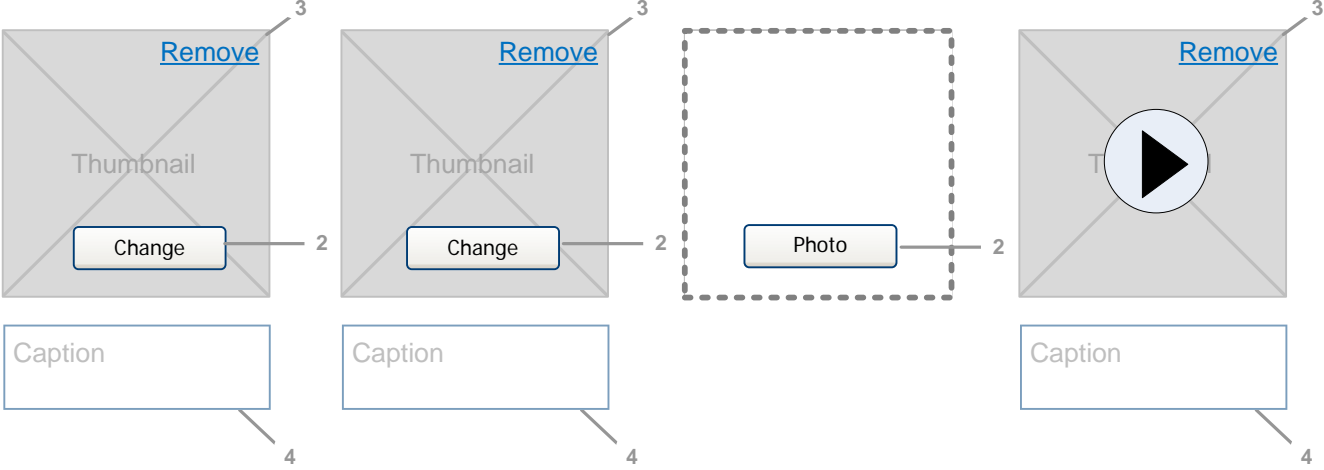 3 3 3
Remove Remove Remove
Thumbnail Thumbnail
Change 2 Change 2 Photo 2
Caption Caption Caption
4 4 4